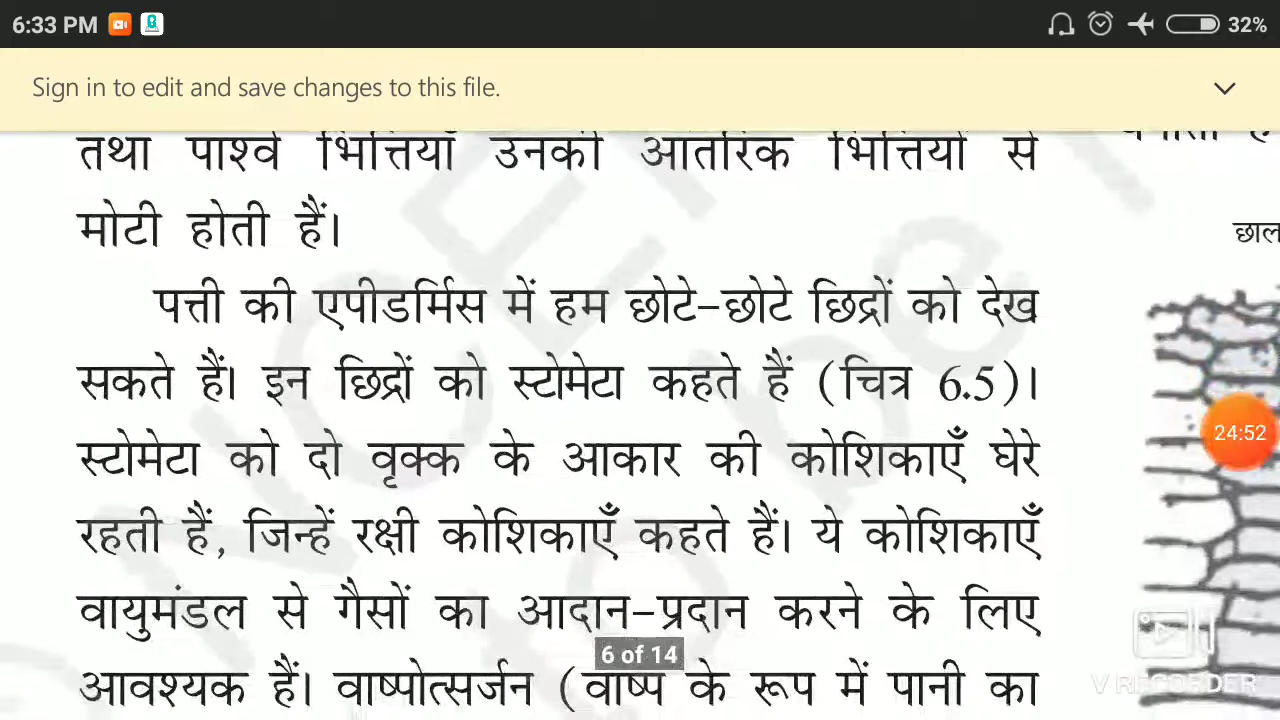 6:33 PM 32%
Sign in to edit and save changes to this file.
तथा पार्श्व भित्तियाँ उनकी आंतरिक भित्तियों से
मोटी होती हैं।
छाल
पत्ती की एपीडर्मिस में हम छोटे-छोटे छिद्रों को देख
सकते हैं। इन छिद्रों को स्टोमेटा कहते हैं (चित्र 6.5)।
24:52
स्टोमेटा को दो वृक्क के आकार की कोशिकाएँ घेरे
रहती हैं, जिन्हें रक्षी कोशिकाएँ कहते हैं। ये कोशिकाएँ
वायुमंडल से गैसों का आदान-प्रदान करने के लिए
6 of 14
आवश्यक हैं। वाष्पोत्सर्जन (वाष्प के रूप में पानी का
V RECORDER